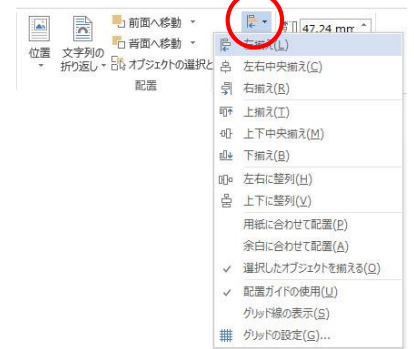 前面へ移動
背面へ移動
オブジェクトの選択と
位置
文字列の
折り返し
配置
47.24 mm
左揃え(L)
左右中央揃え(C)
右揃え(R)
上揃え(T)
上下中央揃え(M)
下揃え(B)
左右に整列(H)
上下に整列(V)
用紙に合わせて配置(P)
余白に合わせて配置(A)
選択したオブジェクトを揃える(O)
配置ガイドの使用(U)
グリッド線の表示(S)
グリッドの設定(G)...